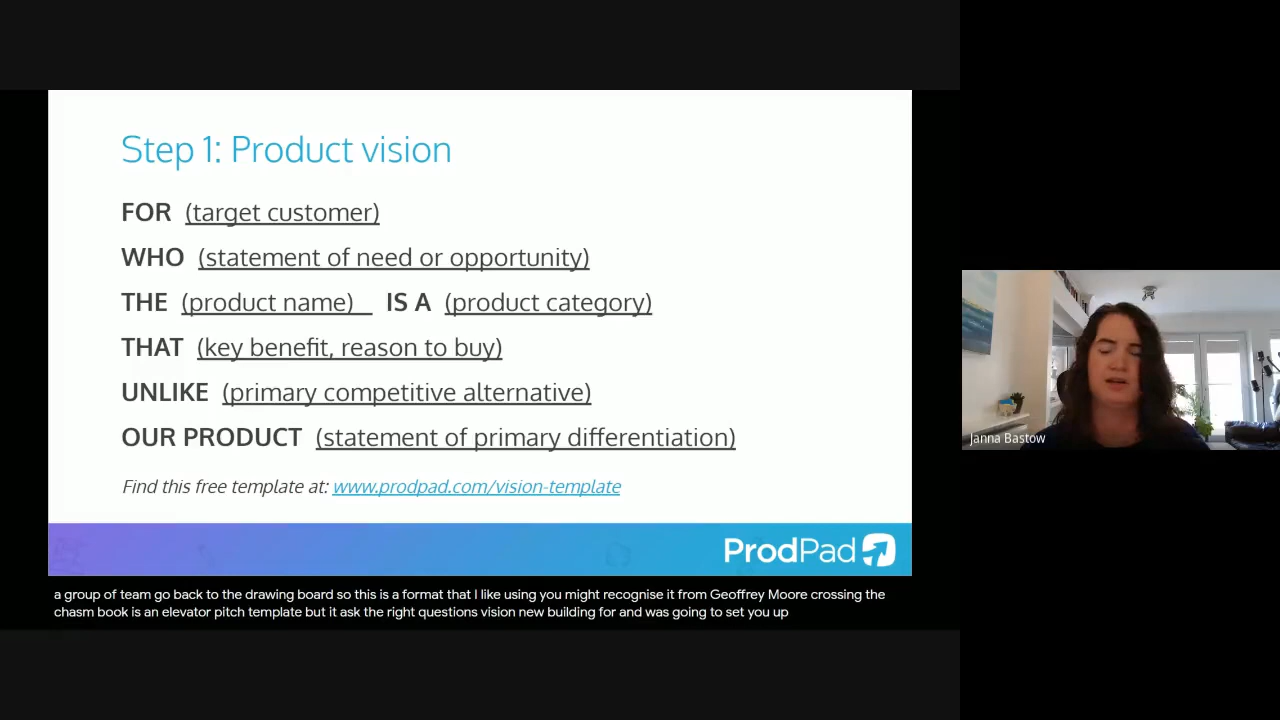 Step 1: Product vision
FOR (target customer)
WHO (statement of need or opportunity)
THE (product name) IS A (product category)
THAT (key benefit, reason to buy)
UNLIKE (primary competitive alternative)
OUR PRODUCT (statement of primary differentiation)
Find this free template at: www.prodpad.com/vision-template
ProdPad
a group of team go back to the drawing board so this is a format that I like using you might recognise it from Geoffrey Moore crossing the
chasm book is an elevator pitch template but it ask the right questions vision new building for and was going to set you up
Janna Bastow